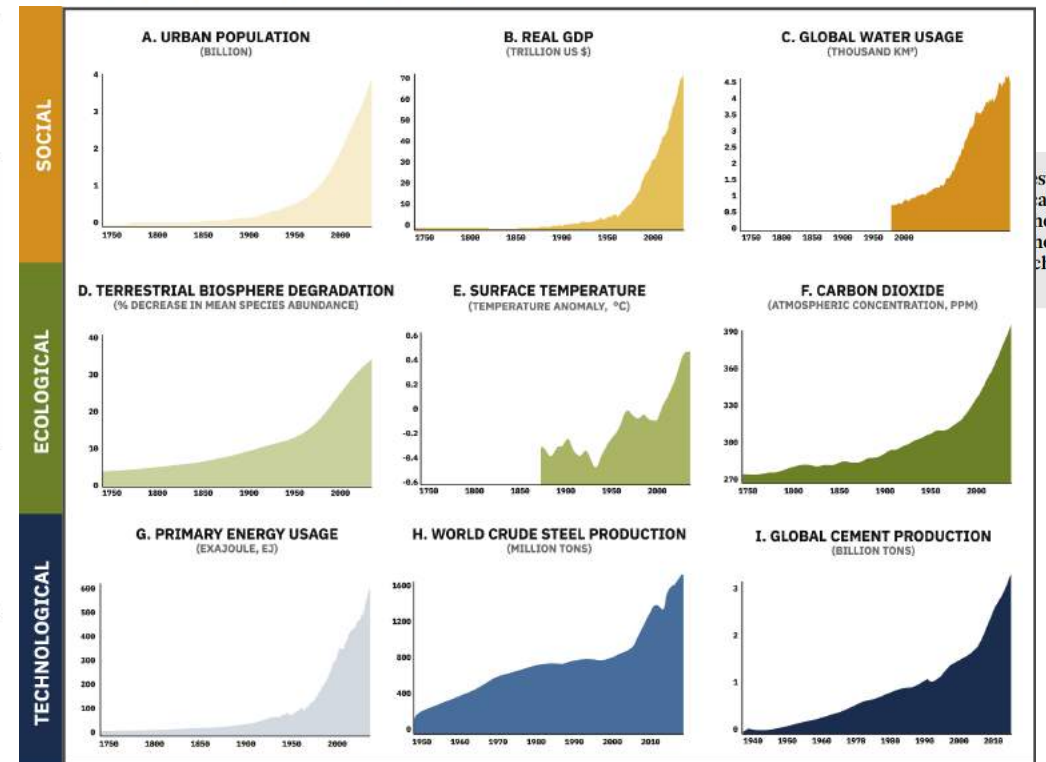 SOCIAL
A. URBAN POPULATION
(BILLION)
4
3
2
1
0
1750 1800 1850 1900 1950 2000
B. REAL GDP
(TRILLION US $)
70
60
50
40
30
20
10
0
1750 1800 1850 1900 1950 2000
C. GLOBAL WATER USAGE
(THOUSAND KM³)
4.5
4
3.5
3
2.5
2
1.5
1
0.5
0
1750 1800 1850 1900 1950 2000
ECOLOGICAL
D. TERRESTRIAL BIOSPHERE DEGRADATION
(% DECREASE IN MEAN SPECIES ABUNDANCE)
40
30
20
10
0
1750 1800 1850 1900 1950 2000
E. SURFACE TEMPERATURE
(TEMPERATURE ANOMALY, °C)
0.6
0.4
0.2
0
-0.2
-0.4
-0.6
1750 1800 1850 1900 1950 2000
F. CARBON DIOXIDE
(ATMOSPHERIC CONCENTRATION, PPM)
390
360
330
300
270
1750 1800 1850 1900 1950 2000
TECHNOLOGICAL
G. PRIMARY ENERGY USAGE
(EXAJOULE, EJ)
600
500
400
300
200
100
0
1750 1800 1850 1900 1950 2000
H. WORLD CRUDE STEEL PRODUCTION
(MILLION TONS)
1600
1200
800
400
0
1950 1960 1970 1980 1990 2000 2010
I. GLOBAL CEMENT PRODUCTION
(BILLION TONS)
3
2
1
0
1940 1950 1960 1970 1980 1990 2000 2010